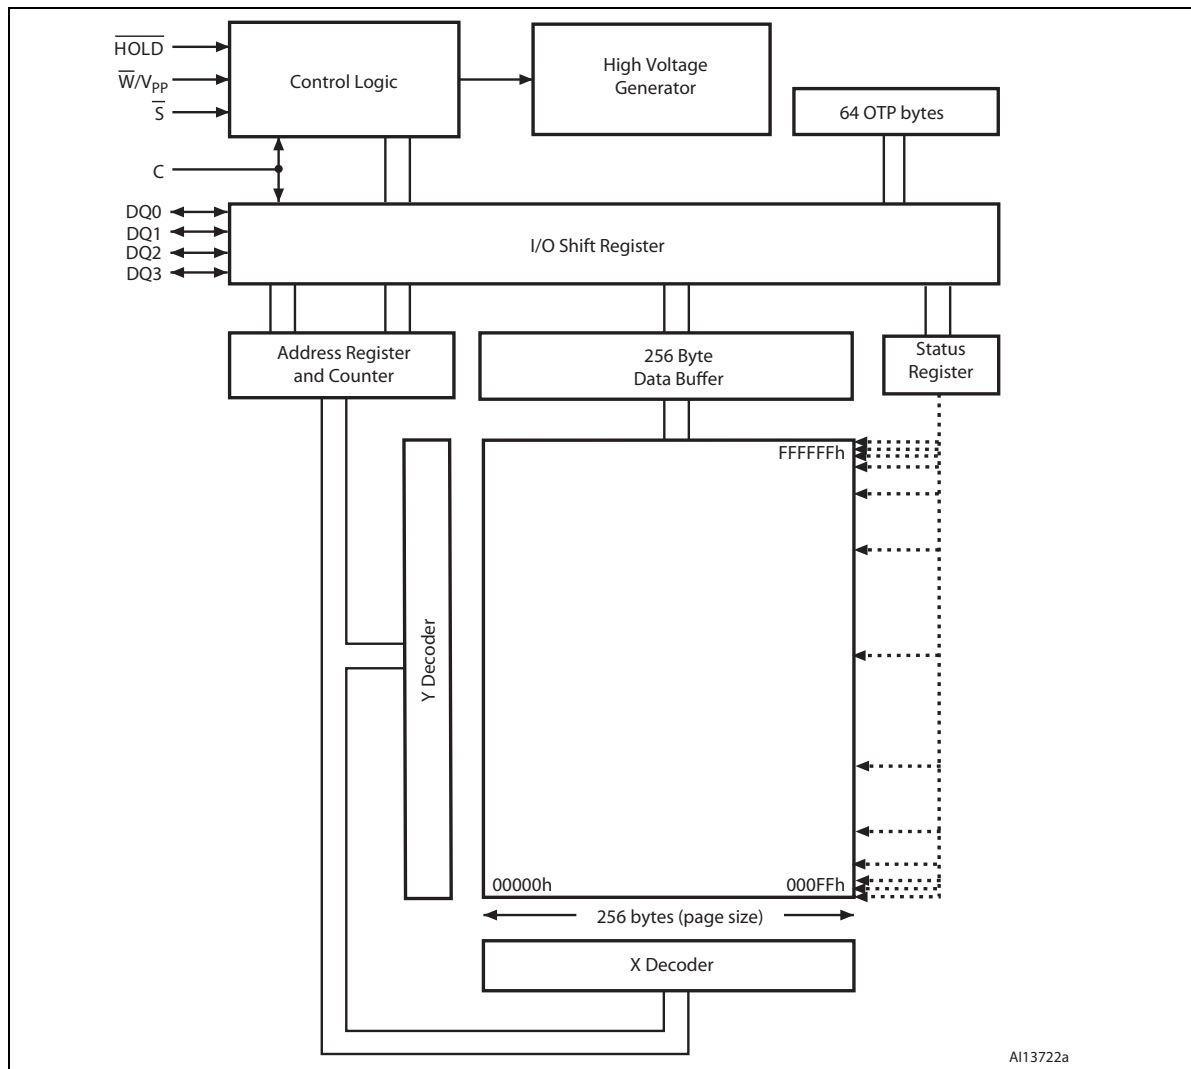 HOLD
W/VPP
S
C
DQ0
DQ1
DQ2
DQ3
Control Logic
High Voltage
Generator
64 OTP bytes
I/O Shift Register
Address Register
and Counter
256 Byte
Data Buffer
Status
Register
FFFFFFh
Y Decoder
00000h
000FFh
256 bytes (page size)
X Decoder
AI13722a